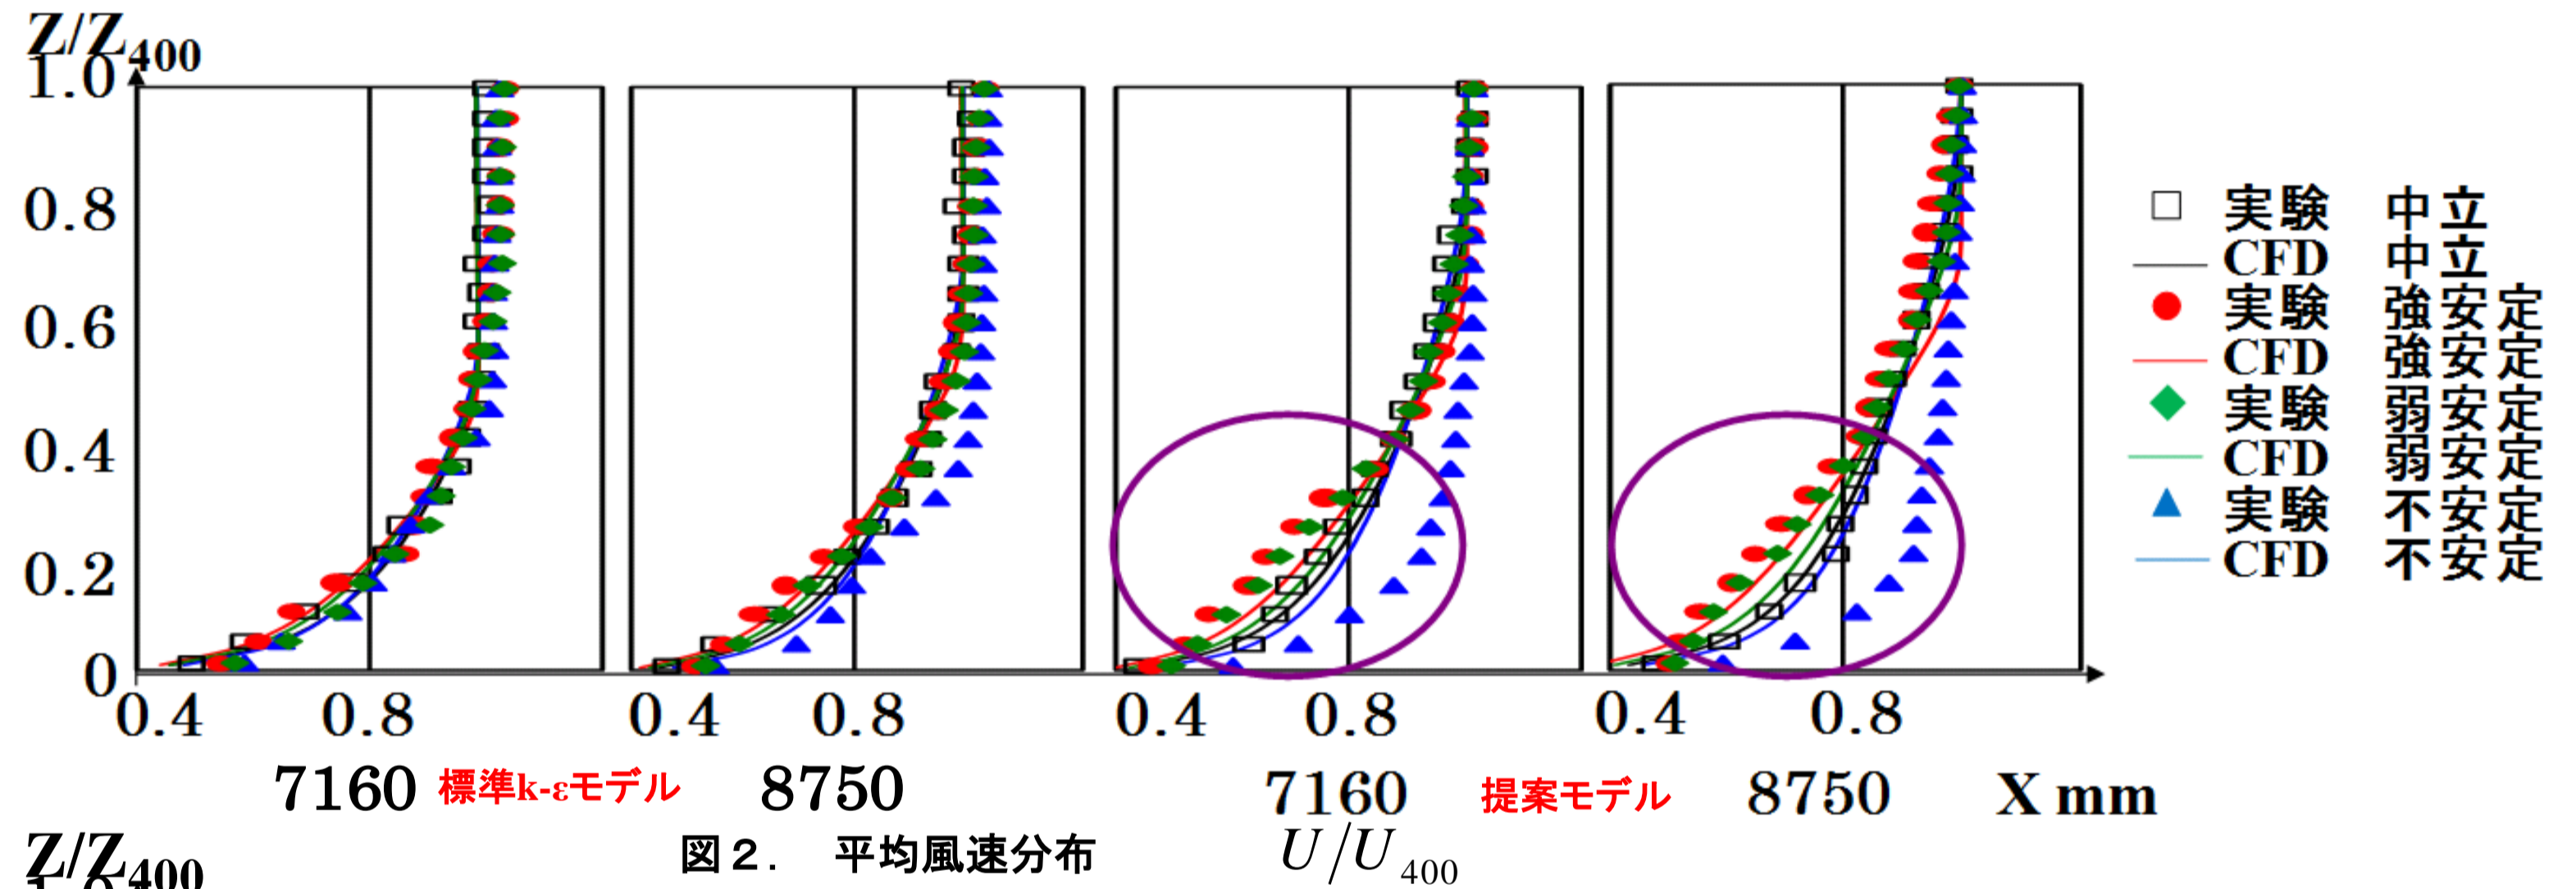 Z/Z400
1.0
0.8
0.6
0.4
0.2
0
0.4 0.8 0.4 0.8 0.4 0.8 0.4 0.8
7160 標準k-εモデル 8750 7160 提案モデル 8750 X mm
図２． 平均風速分布 U/U400
実験 中立
CFD 中立
実験 強安定
CFD 強安定
実験 弱安定
CFD 弱安定
実験 不安定
CFD 不安定
Z/Z400